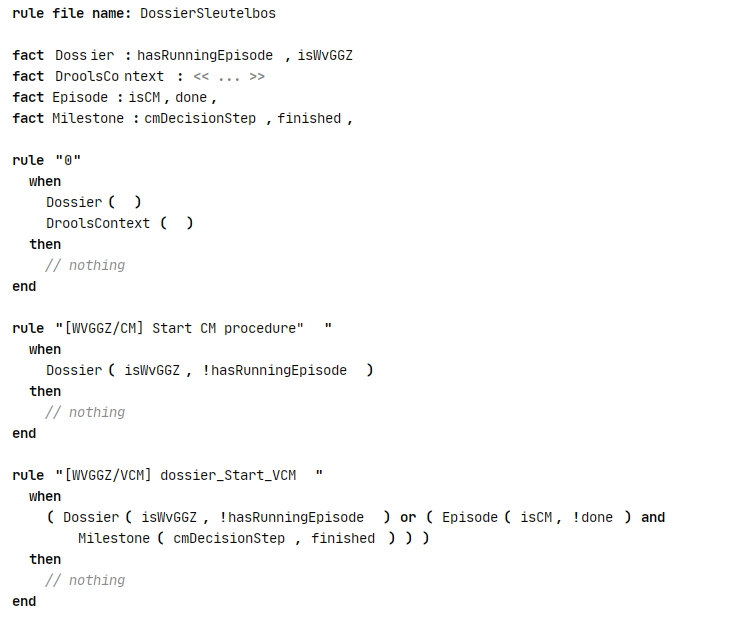 rule file name: DossierSleutelbos
fact Dossier : hasRunningEpisode , isWvGGZ
fact DroolsContext : << ... >>
fact Episode : isCM , done ,
fact Milestone : cmDecisionStep , finished ,
rule "0"
when
Dossier ( )
DroolsContext ( )
then
// nothing
end
rule "[WVGGZ/CM] Start CM procedure" "
when
Dossier ( isWvGGZ , !hasRunningEpisode )
then
// nothing
end
rule "[WVGGZ/VCM] dossier_Start_VCM "
when
( Dossier ( isWvGGZ , !hasRunningEpisode ) or ( Episode ( isCM , !done ) and
Milestone ( cmDecisionStep , finished ) ) )
then
// nothing
end